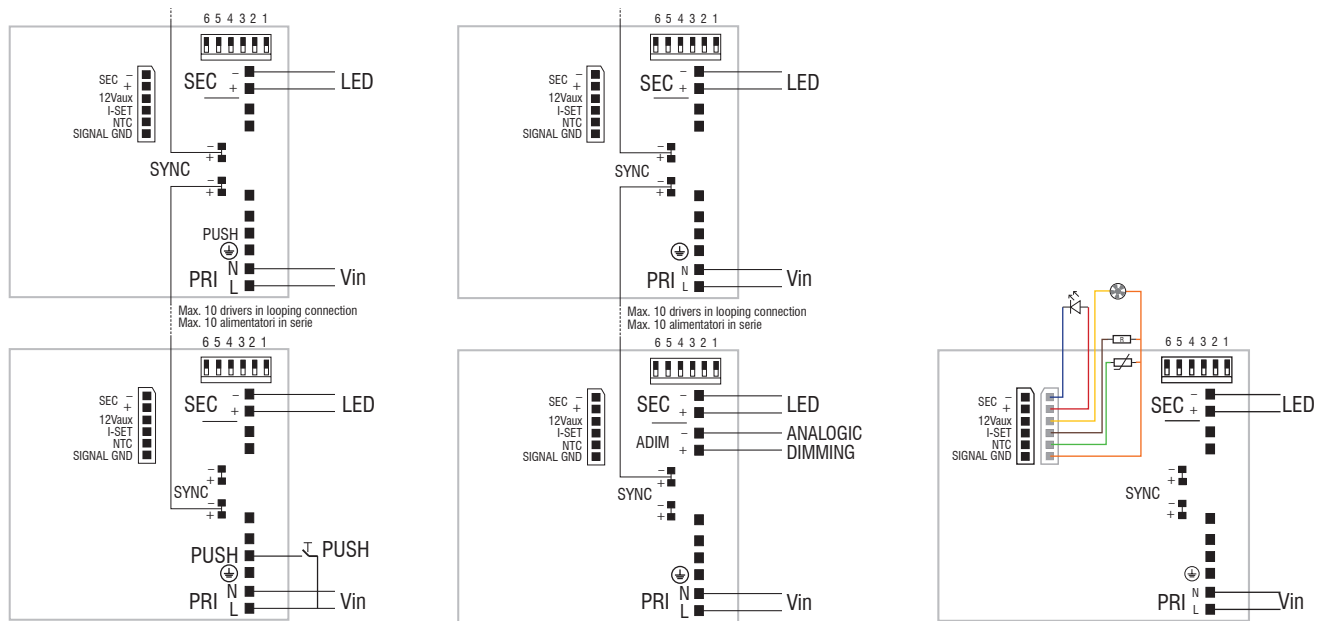 6 5 4 3 2 1
SEC -
+
12Vaux
I-SET
NTC
SIGNAL GND
SEC -
+
LED
-
+
SYNC
-
+
PUSH
N
PRI
L
Vin
Max. 10 drivers in looping connection
Max. 10 alimentatori in serie
6 5 4 3 2 1
SEC -
+
12Vaux
I-SET
NTC
SIGNAL GND
SEC -
+
LED
-
+
SYNC
-
+
PUSH
PUSH
N
PRI
L
Vin
6 5 4 3 2 1
SEC -
+
12Vaux
I-SET
NTC
SIGNAL GND
SEC -
+
LED
-
+
SYNC
-
+
N
PRI
L
Vin
Max. 10 drivers in looping connection
Max. 10 alimentatori in serie
6 5 4 3 2 1
SEC -
+
12Vaux
I-SET
NTC
SIGNAL GND
SEC -
+
LED
ADIM -
+
ANALOGIC
DIMMING
-
+
SYNC
-
+
N
PRI
L
Vin
R
6 5 4 3 2 1
SEC -
+
12Vaux
I-SET
NTC
SIGNAL GND
SEC -
+
LED
-
+
SYNC
-
+
N
PRI
L
Vin